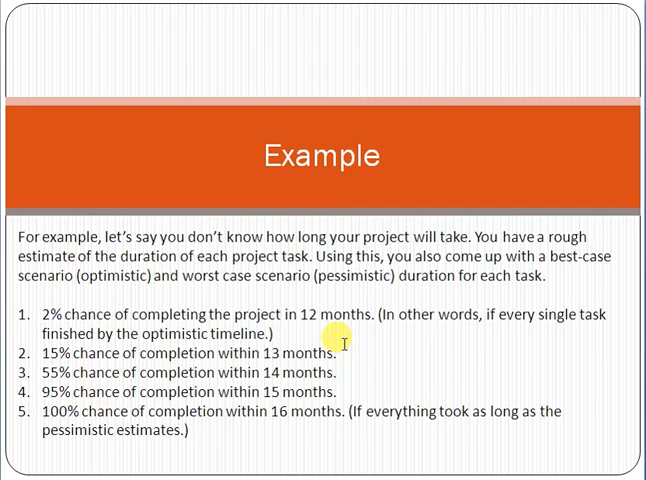 Example
For example, let’s say you don’t know how long your project will take. You have a rough
estimate of the duration of each project task. Using this, you also come up with a best-case
scenario (optimistic) and worst case scenario (pessimistic) duration for each task.
1. 2% chance of completing the project in 12 months. (In other words, if every single task
finished by the optimistic timeline.)
2. 15% chance of completion within 13 months.
3. 55% chance of completion within 14 months.
4. 95% chance of completion within 15 months.
5. 100% chance of completion within 16 months. (If everything took as long as the
pessimistic estimates.)